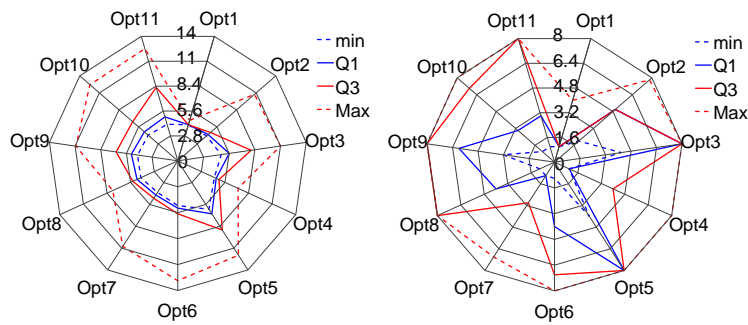 Opt11
Opt1
14
11
8.4
5.6
2.8
0
Opt2
Opt3
Opt4
Opt5
Opt6
Opt7
Opt8
Opt9
Opt10
min
Q1
Q3
Max
Opt11
Opt1
8
6.4
4.8
3.2
1.6
0
Opt2
Opt3
Opt4
Opt5
Opt6
Opt7
Opt8
Opt9
Opt10
min
Q1
Q3
Max